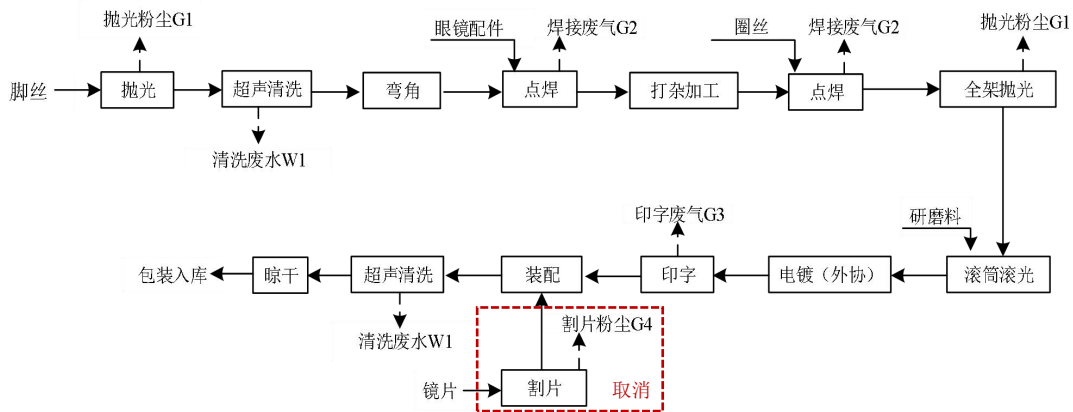 抛光粉尘G1
眼镜配件
焊接废气G2
圈丝
焊接废气G2
抛光粉尘G1
脚丝
抛光
超声清洗
弯角
点焊
打杂加工
点焊
全架抛光
清洗废水W1
印字废气G3
研磨料
包装入库
晾干
超声清洗
装配
印字
电镀（外协）
滚筒滚光
清洗废水W1
割片粉尘G4
镜片
割片
取消